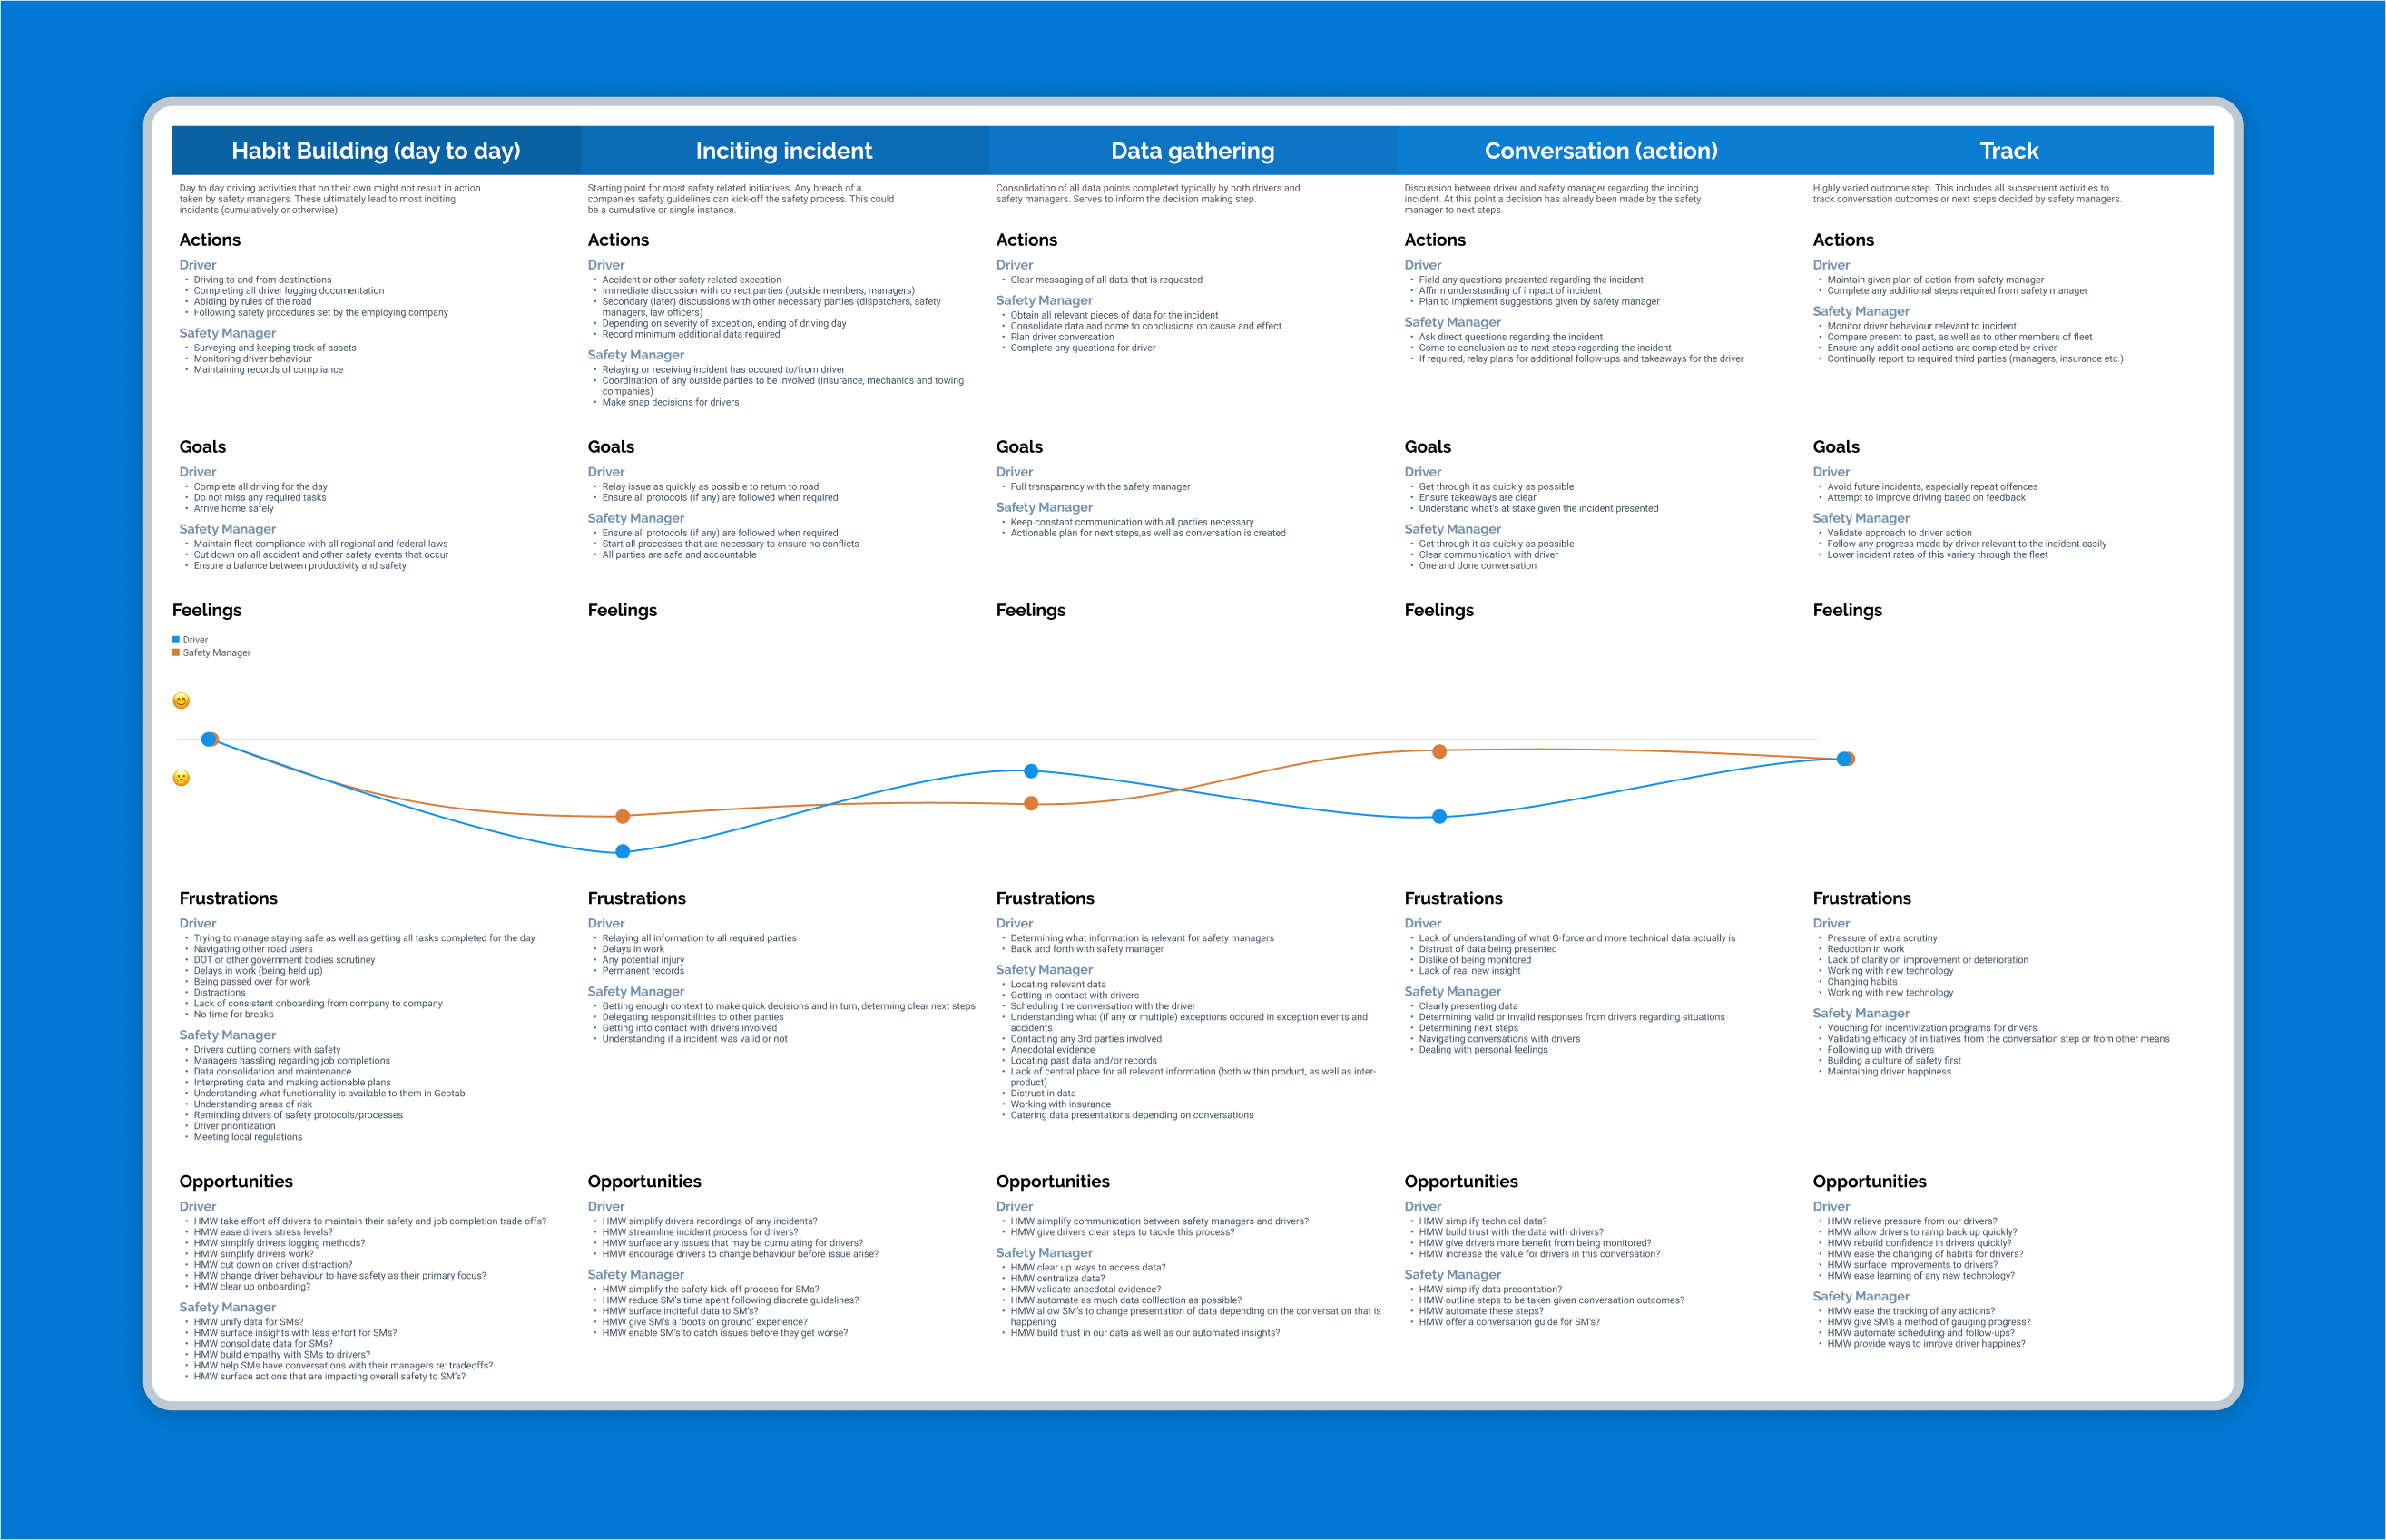 Habit Building (day to day)
Day to day driving activities that on their own might not result in action
taken by safety managers. These ultimately lead to most inciting
incidents (cumulatively or otherwise).
Actions
Driver
• Driving to and from destinations
• Completing all driver logging documentation
• Abiding by rules of the road
• Following safety procedures set by the employing company
Safety Manager
• Surveying and keeping track of assets
• Monitoring driver behaviour
• Maintaining records of compliance
Goals
Driver
• Complete all driving for the day
• Do not miss any required tasks
• Arrive home safely
Safety Manager
• Maintain fleet compliance with all regional and federal laws
• Cut down on all accident and other safety events that occur
• Ensure a balance between productivity and safety
Feelings
Driver
Safety Manager
Frustrations
Driver
• Trying to manage staying safe as well as getting all tasks completed for the day
• Navigating other road users
• DOT or other government bodies scrutiney
• Delays in work (being held up)
• Being passed over for work
• Distractions
• Lack of consistent onboarding from company to company
• No time for breaks
Safety Manager
• Drivers cutting corners with safety
• Managers hassling regarding job completions
• Data consolidation and maintenance
• Interpreting data and making actionable plans
• Understanding what functionality is available to them in Geotab
• Understanding areas of risk
• Reminding drivers of safety protocols/processes
• Driver prioritization
• Meeting local regulations
Opportunities
Driver
• HMW take effort off drivers to maintain their safety and job completion trade offs?
• HMW ease drivers stress levels?
• HMW simplify drivers logging methods?
• HMW simplify drivers work?
• HMW cut down on driver distraction?
• HMW change driver behaviour to have safety as their primary focus?
• HMW clear up onboarding?
Safety Manager
• HMW unify data for SMs?
• HMW surface insights with less effort for SMs?
• HMW consolidate data for SMs?
• HMW build empathy with SMs to drivers?
• HMW help SMs have conversations with their managers re: tradeoffs?
• HMW surface actions that are impacting overall safety to SM's?
Inciting incident
Starting point for most safety related initiatives. Any breach of a
companies safety guidelines can kick-off the safety process. This could
be a cumulative or single instance.
Actions
Driver
• Accident or other safety related exception
• Immediate discussion with correct parties (outside members, managers)
• Secondary (later) discussions with other necessary parties (dispatchers, safety
managers, law officers)
• Depending on severity of exception, ending of driving day
• Record minimum additional data required
Safety Manager
• Relaying or receiving incident has occured to/from driver
• Coordination of any outside parties to be involved (insurance, mechanics and towing
companies)
• Make snap decisions for drivers
Goals
Driver
• Relay issue as quickly as possible to return to road
• Ensure all protocols (if any) are followed when required
Safety Manager
• Ensure all protocols (if any) are followed when required
• Start all processes that are necessary to ensure no conflicts
• All parties are safe and accountable
Feelings
Frustrations
Driver
• Relaying all information to all required parties
• Delays in work
• Any potential injury
• Permanent records
Safety Manager
• Getting enough context to make quick decisions and in turn, determing clear next steps
• Delegating responsibilities to other parties
• Getting into contact with drivers involved
• Understanding if a incident was valid or not
Opportunities
Driver
• HMW simplify drivers recordings of any incidents?
• HMW streamline incident process for drivers?
• HMW surface any issues that may be cumulating for drivers?
• HMW encourage drivers to change behaviour before issue arise?
Safety Manager
• HMW simplify the safety kick off process for SMs?
• HMW reduce SM's time spent following discrete guidelines?
• HMW surface inciteful data to SM's?
• HMW give SM's a 'boots on ground' experience?
• HMW enable SM's to catch issues before they get worse?
Data gathering
Consolidation of all data points completed typically by both drivers and
safety managers. Serves to inform the decision making step.
Actions
Driver
• Clear messaging of all data that is requested
Safety Manager
• Obtain all relevant pieces of data for the incident
• Consolidate data and come to conclusions on cause and effect
• Plan driver conversation
• Complete any questions for driver
Goals
Driver
• Full transparency with the safety manager
Safety Manager
• Keep constant communication with all parties necessary
• Actionable plan for next steps,as well as conversation is created
Feelings
Frustrations
Driver
• Determining what information is relevant for safety managers
• Back and forth with safety manager
Safety Manager
• Locating relevant data
• Getting in contact with drivers
• Scheduling the conversation with the driver
• Understanding what (if any or multiple) exceptions occured in exception events and
accidents
• Contacting any 3rd parties involved
• Anecdotal evidence
• Locating past data and/or records
• Lack of central place for all relevant information (both within product, as well as inter-
product)
• Distrust in data
• Working with insurance
• Catering data presentations depending on conversations
Opportunities
Driver
• HMW simplify communication between safety managers and drivers?
• HMW give drivers clear steps to tackle this process?
Safety Manager
• HMW clear up ways to access data?
• HMW centralize data?
• HMW validate anecdotal evidence?
• HMW automate as much data colllection as possible?
• HMW allow SM's to change presentation of data depending on the conversation that is
happening
• HMW build trust in our data as well as our automated insights?
Conversation (action)
Discussion between driver and safety manager regarding the inciting
incident. At this point a decision has already been made by the safety
manager to next steps.
Actions
Driver
• Field any questions presented regarding the incident
• Affirm understanding of impact of incident
• Plan to implement suggestions given by safety manager
Safety Manager
• Ask direct questions regarding the incident
• Come to conclusion as to next steps regarding the incident
• If required, relay plans for additional follow-ups and takeaways for the driver
Goals
Driver
• Get through it as quickly as possible
• Ensure takeaways are clear
• Understand what's at stake given the incident presented
Safety Manager
• Get through it as quickly as possible
• Clear communication with driver
• One and done conversation
Feelings
Frustrations
Driver
• Lack of understanding of what G-force and more technical data actually is
• Distrust of data being presented
• Dislike of being monitored
• Lack of real new insight
Safety Manager
• Clearly presenting data
• Determining valid or invalid responses from drivers regarding situations
• Determining next steps
• Navigating conversations with drivers
• Dealing with personal feelings
Opportunities
Driver
• HMW simplify technical data?
• HMW build trust with the data with drivers?
• HMW give drivers more benefit from being monitored?
• HMW increase the value for drivers in this conversation?
Safety Manager
• HMW simplify data presentation?
• HMW outline steps to be taken given conversation outcomes?
• HMW automate these steps?
• HMW offer a conversation guide for SM's?
Track
Highly varied outcome step. This includes all subsequent activities to
track conversation outcomes or next steps decided by safety managers.
Actions
Driver
• Maintain given plan of action from safety manager
• Complete any additional steps required from safety manager
Safety Manager
• Monitor driver behaviour relevant to incident
• Compare present to past, as well as to other members of fleet
• Ensure any additional actions are completed by driver
• Continually report to required third parties (managers, insurance etc.)
Goals
Driver
• Avoid future incidents, especially repeat offences
• Attempt to improve driving based on feedback
Safety Manager
• Validate approach to driver action
• Follow any progress made by driver relevant to the incident easily
• Lower incident rates of this variety through the fleet
Feelings
Frustrations
Driver
• Pressure of extra scrutiny
• Reduction in work
• Lack of clarity on improvement or deterioration
• Working with new technology
• Changing habits
• Working with new technology
Safety Manager
• Vouching for incentivization programs for drivers
• Validating efficacy of initiatives from the conversation step or from other means
• Following up with drivers
• Building a culture of safety first
• Maintaining driver happiness
Opportunities
Driver
• HMW relieve pressure from our drivers?
• HMW allow drivers to ramp back up quickly?
• HMW rebuild confidence in drivers quickly?
• HMW ease the changing of habits for drivers?
• HMW surface improvements to drivers?
• HMW ease learning of any new technology?
Safety Manager
• HMW ease the tracking of any actions?
• HMW give SM's a method of gauging progress?
• HMW automate scheduling and follow-ups?
• HMW provide ways to imrove driver happines?